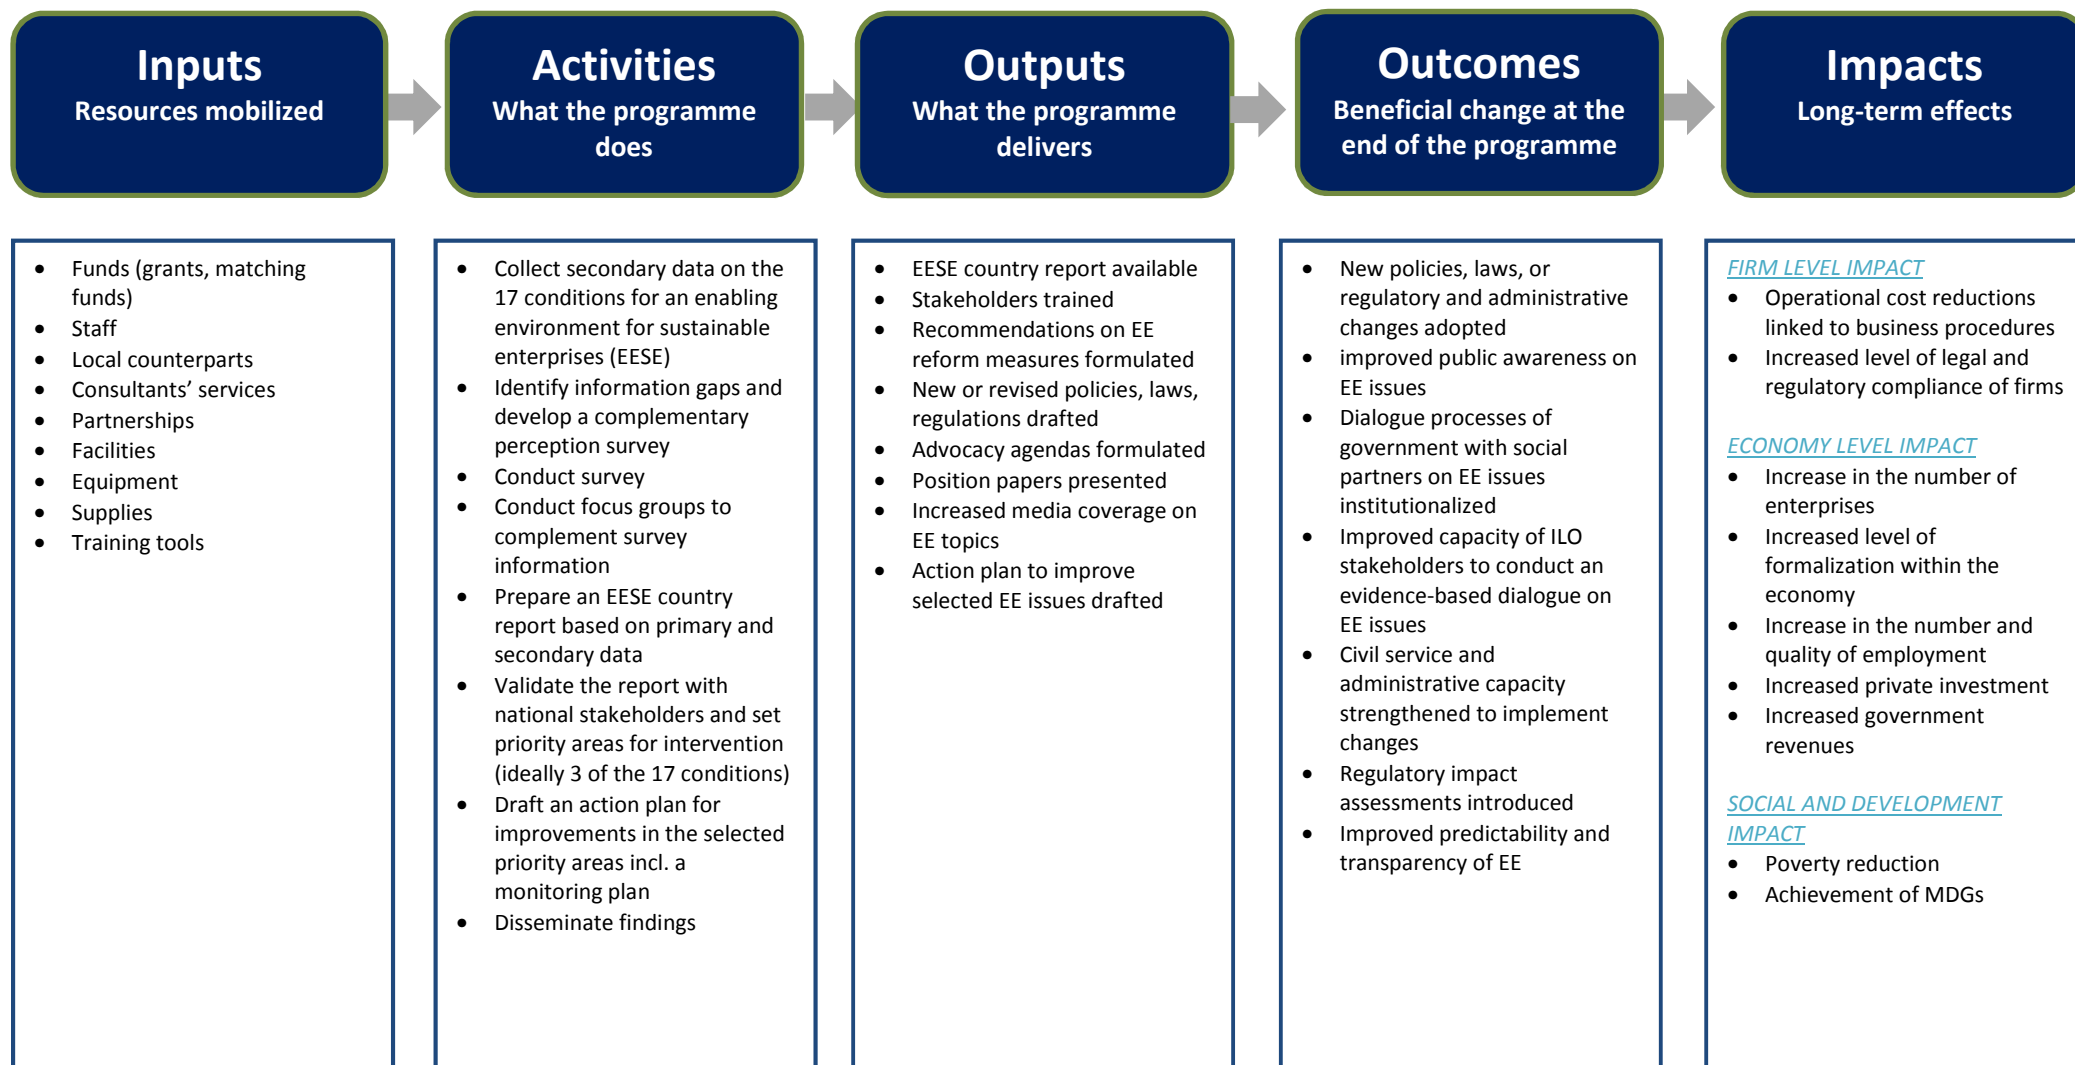 Inputs
Resources mobilized
Activities
What the programme
does
Outputs
What the programme
delivers
Outcomes
Beneficial change at the
end of the programme
Impacts
Long-term effects
• Funds (grants, matching
funds)
• Staff
• Local counterparts
• Consultants’ services
• Partnerships
• Facilities
• Equipment
• Supplies
• Training tools
• Collect secondary data on the
17 conditions for an enabling
environment for sustainable
enterprises (EESE)
• Identify information gaps and
develop a complementary
perception survey
• Conduct survey
• Conduct focus groups to
complement survey
information
• Prepare an EESE country
report based on primary and
secondary data
• Validate the report with
national stakeholders and set
priority areas for intervention
(ideally 3 of the 17 conditions)
• Draft an action plan for
improvements in the selected
priority areas incl. a
monitoring plan
• Disseminate findings
• EESE country report available
• Stakeholders trained
• Recommendations on EE
reform measures formulated
• New or revised policies, laws,
regulations drafted
• Advocacy agendas formulated
• Position papers presented
• Increased media coverage on
EE topics
• Action plan to improve
selected EE issues drafted
• New policies, laws, or
regulatory and administrative
changes adopted
• improved public awareness on
EE issues
• Dialogue processes of
government with social
partners on EE issues
institutionalized
• Improved capacity of ILO
stakeholders to conduct an
evidence-based dialogue on
EE issues
• Civil service and
administrative capacity
strengthened to implement
changes
• Regulatory impact
assessments introduced
• Improved predictability and
transparency of EE
FIRM LEVEL IMPACT
• Operational cost reductions
linked to business procedures
• Increased level of legal and
regulatory compliance of firms
ECONOMY LEVEL IMPACT
• Increase in the number of
enterprises
• Increased level of
formalization within the
economy
• Increase in the number and
quality of employment
• Increased private investment
• Increased government
revenues
SOCIAL AND DEVELOPMENT
IMPACT
• Poverty reduction
• Achievement of MDGs